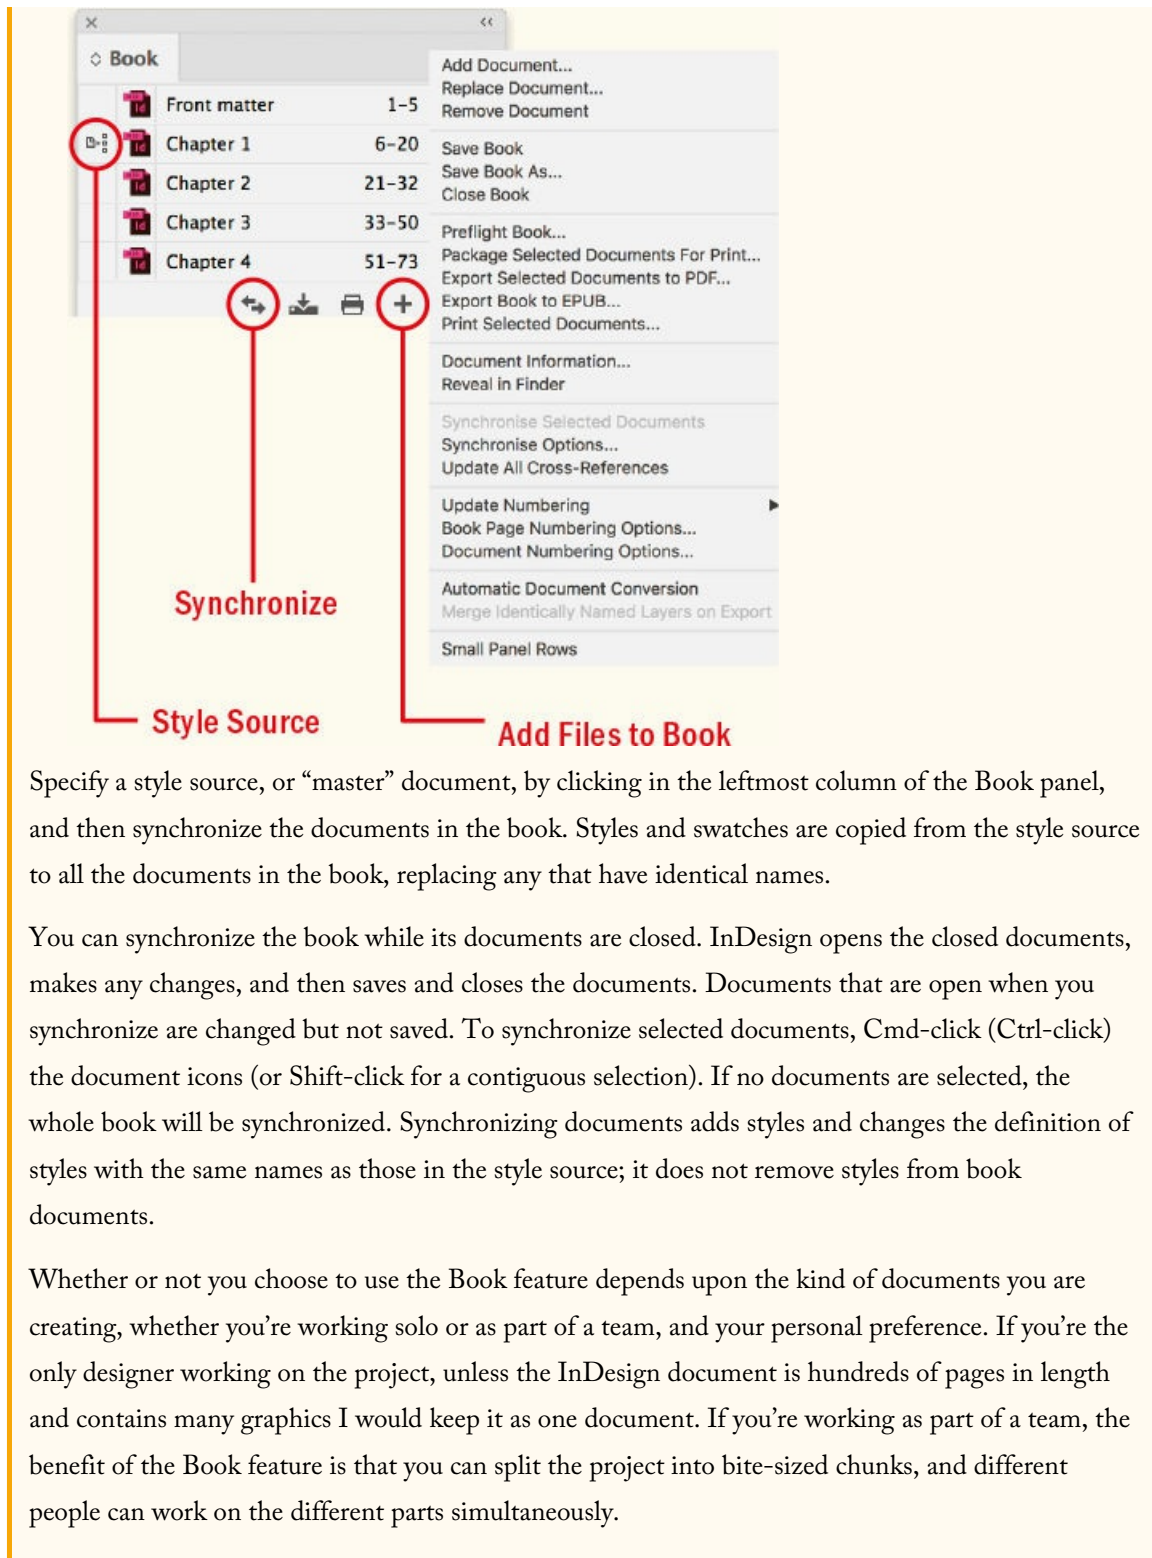 Book
Front matter 1-5
Chapter 1 6-20
Chapter 2 21-32
Chapter 3 33-50
Chapter 4 51-73
Add Document...
Replace Document...
Remove Document
Save Book
Save Book As...
Close Book
Preflight Book...
Package Selected Documents For Print...
Export Selected Documents to PDF...
Export Book to EPUB...
Print Selected Documents...
Document Information...
Reveal in Finder
Synchronise Selected Documents
Synchronise Options...
Update All Cross-References
Update Numbering
Book Page Numbering Options...
Document Numbering Options...
Automatic Document Conversion
Merge Identically Named Layers on Export
Small Panel Rows
Synchronize
Style Source
Add Files to Book
Specify a style source, or “master” document, by clicking in the leftmost column of the Book panel,
and then synchronize the documents in the book. Styles and swatches are copied from the style source
to all the documents in the book, replacing any that have identical names.
You can synchronize the book while its documents are closed. InDesign opens the closed documents,
makes any changes, and then saves and closes the documents. Documents that are open when you
synchronize are changed but not saved. To synchronize selected documents, Cmd-click (Ctrl-click)
the document icons (or Shift-click for a contiguous selection). If no documents are selected, the
whole book will be synchronized. Synchronizing documents adds styles and changes the definition of
styles with the same names as those in the style source; it does not remove styles from book
documents.
Whether or not you choose to use the Book feature depends upon the kind of documents you are
creating, whether you’re working solo or as part of a team, and your personal preference. If you’re the
only designer working on the project, unless the InDesign document is hundreds of pages in length
and contains many graphics I would keep it as one document. If you’re working as part of a team, the
benefit of the Book feature is that you can split the project into bite-sized chunks, and different
people can work on the different parts simultaneously.